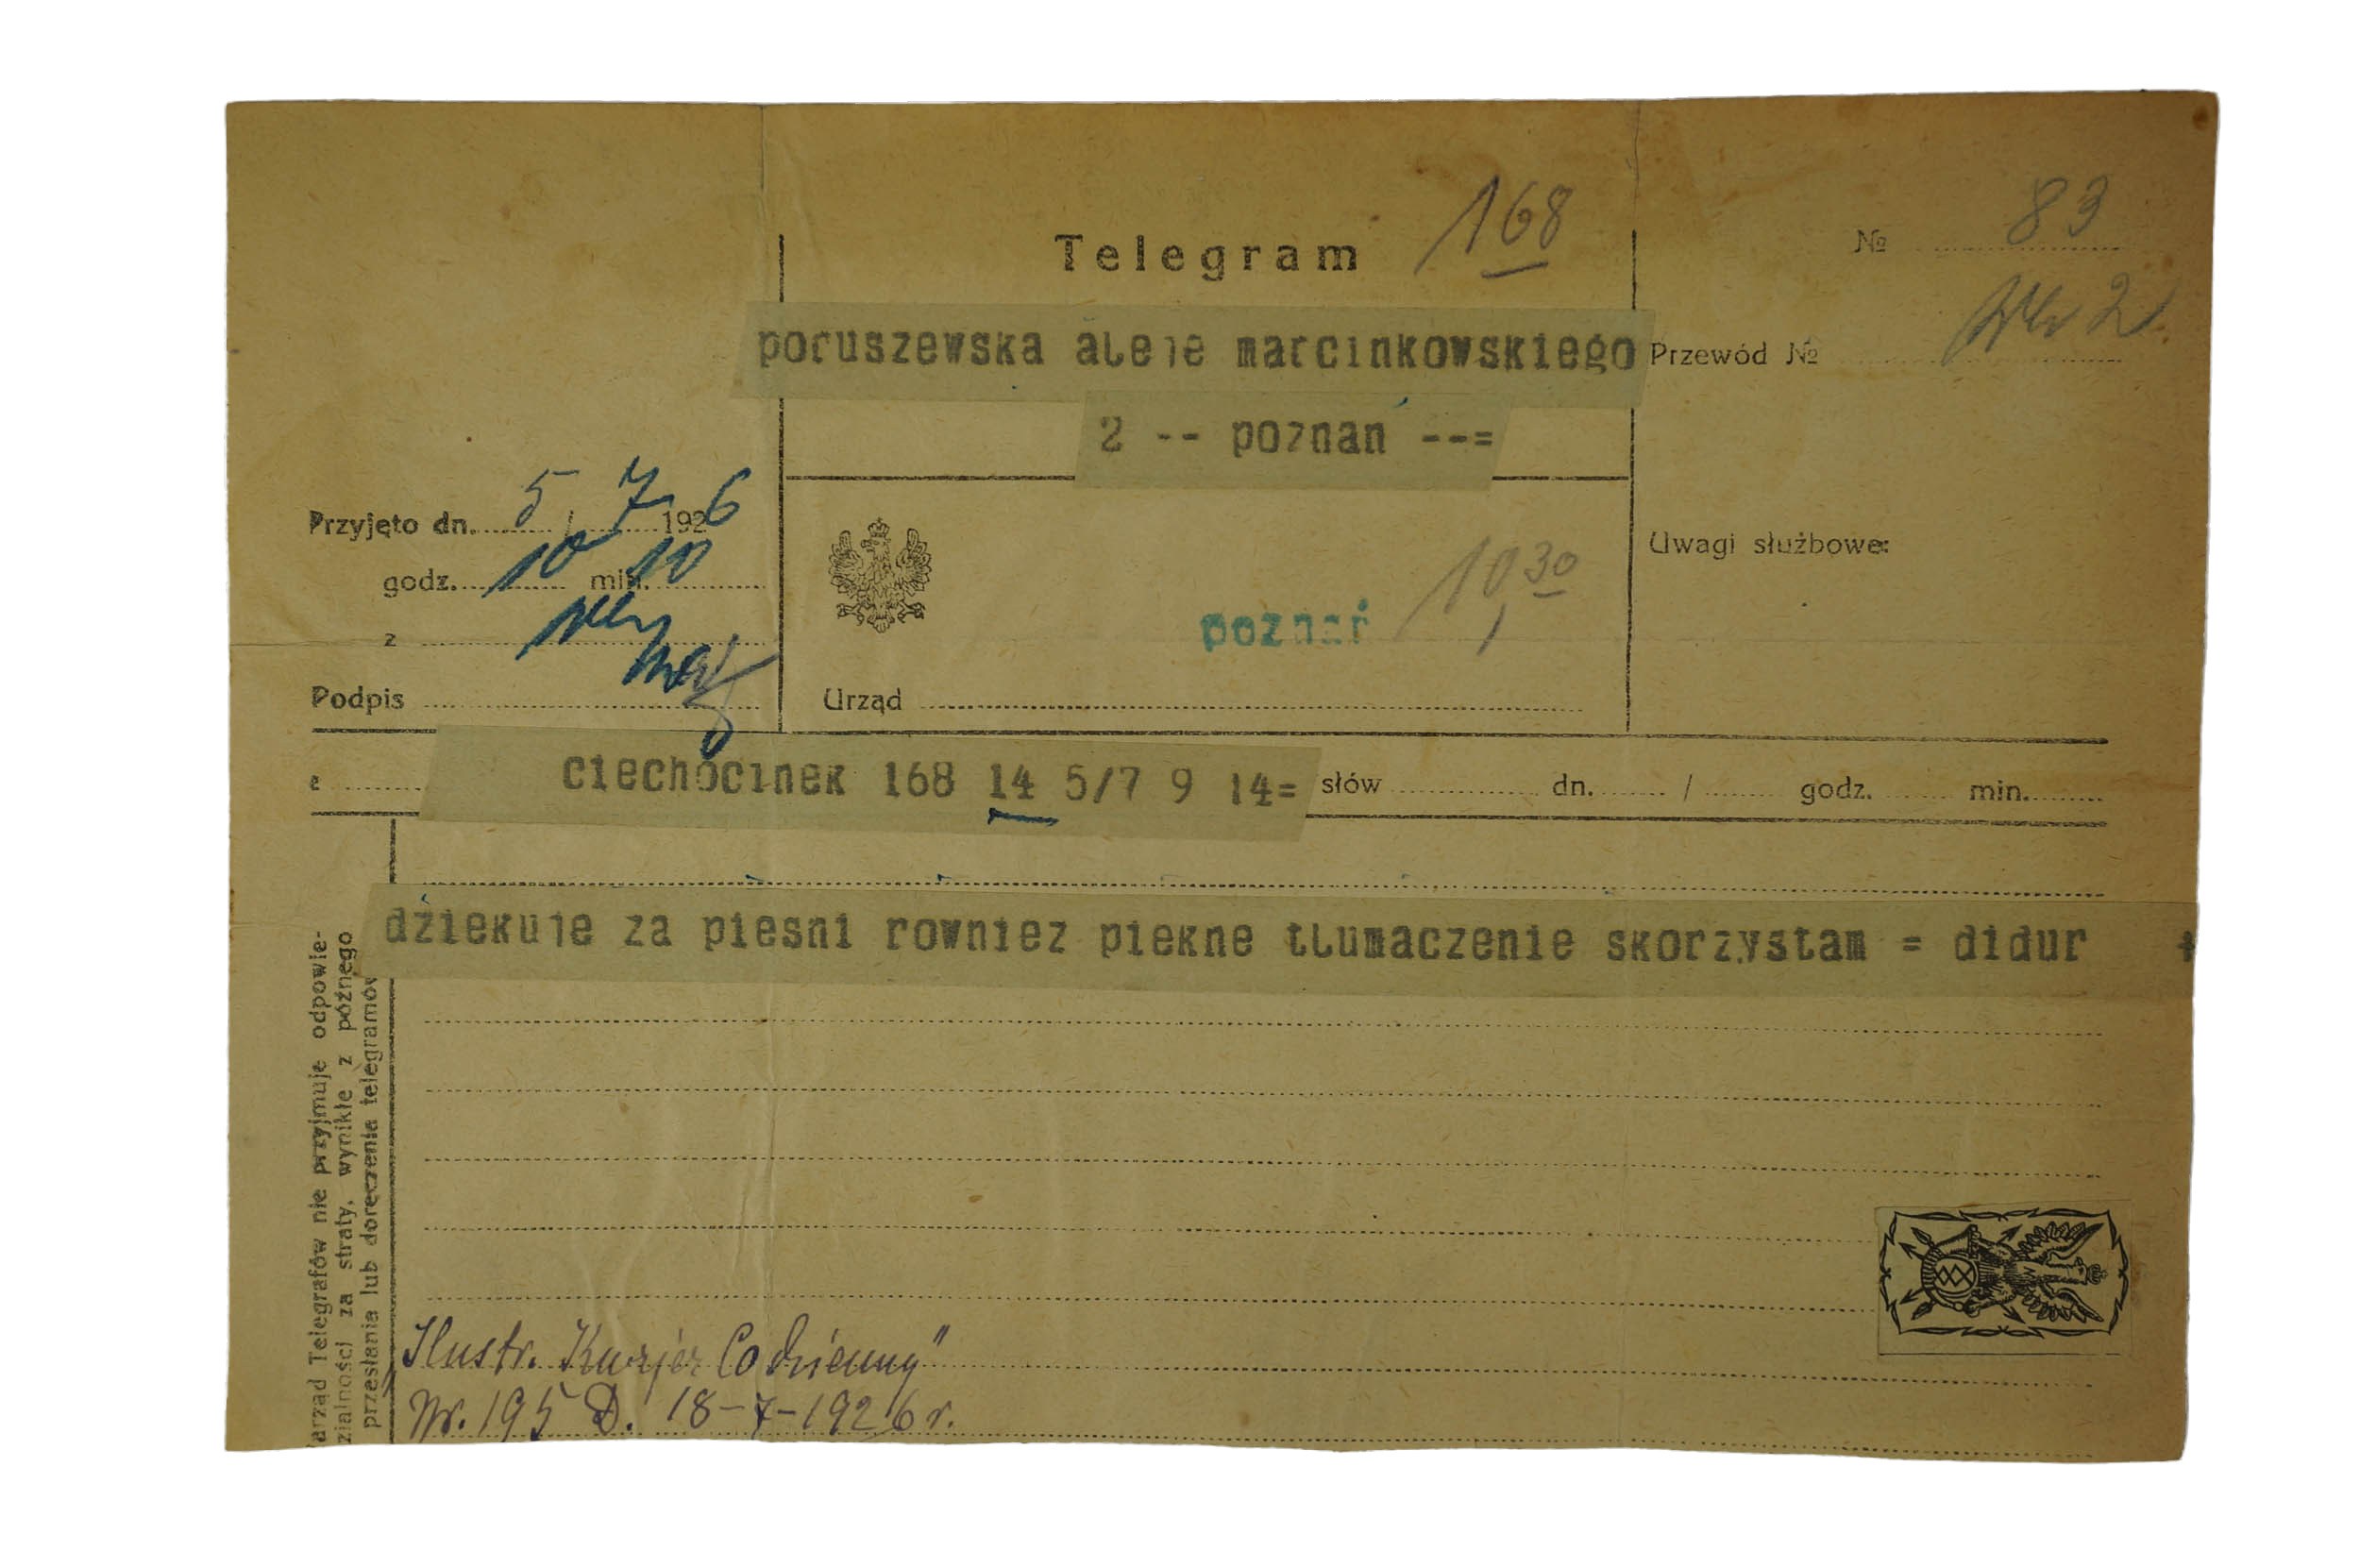 Telegram 168
№ 83
poruszewska aleje marcinkowskiego
Przewód №
2 -- poznań --=
Przyjęto dn. 5 / 7 1926
godz. 10 min. 10
z
Podpis
10 30
poznań
Urząd
Uwagi służbowe:
ciechocinek 168 14 5/7 9 14= słów dn. / godz. min.
dziekuje za piesni rowniez piekne tlumaczenie skorzystam = didur +
arząd Telegrafów nie przyjmuje odpowie-
zialności za straty, wynikłe z późnego
przesłania lub doręczenia telegramów
„Ilustr. Kurjer Codzienny"
Nr. 195 D. 18-7-1926 r.